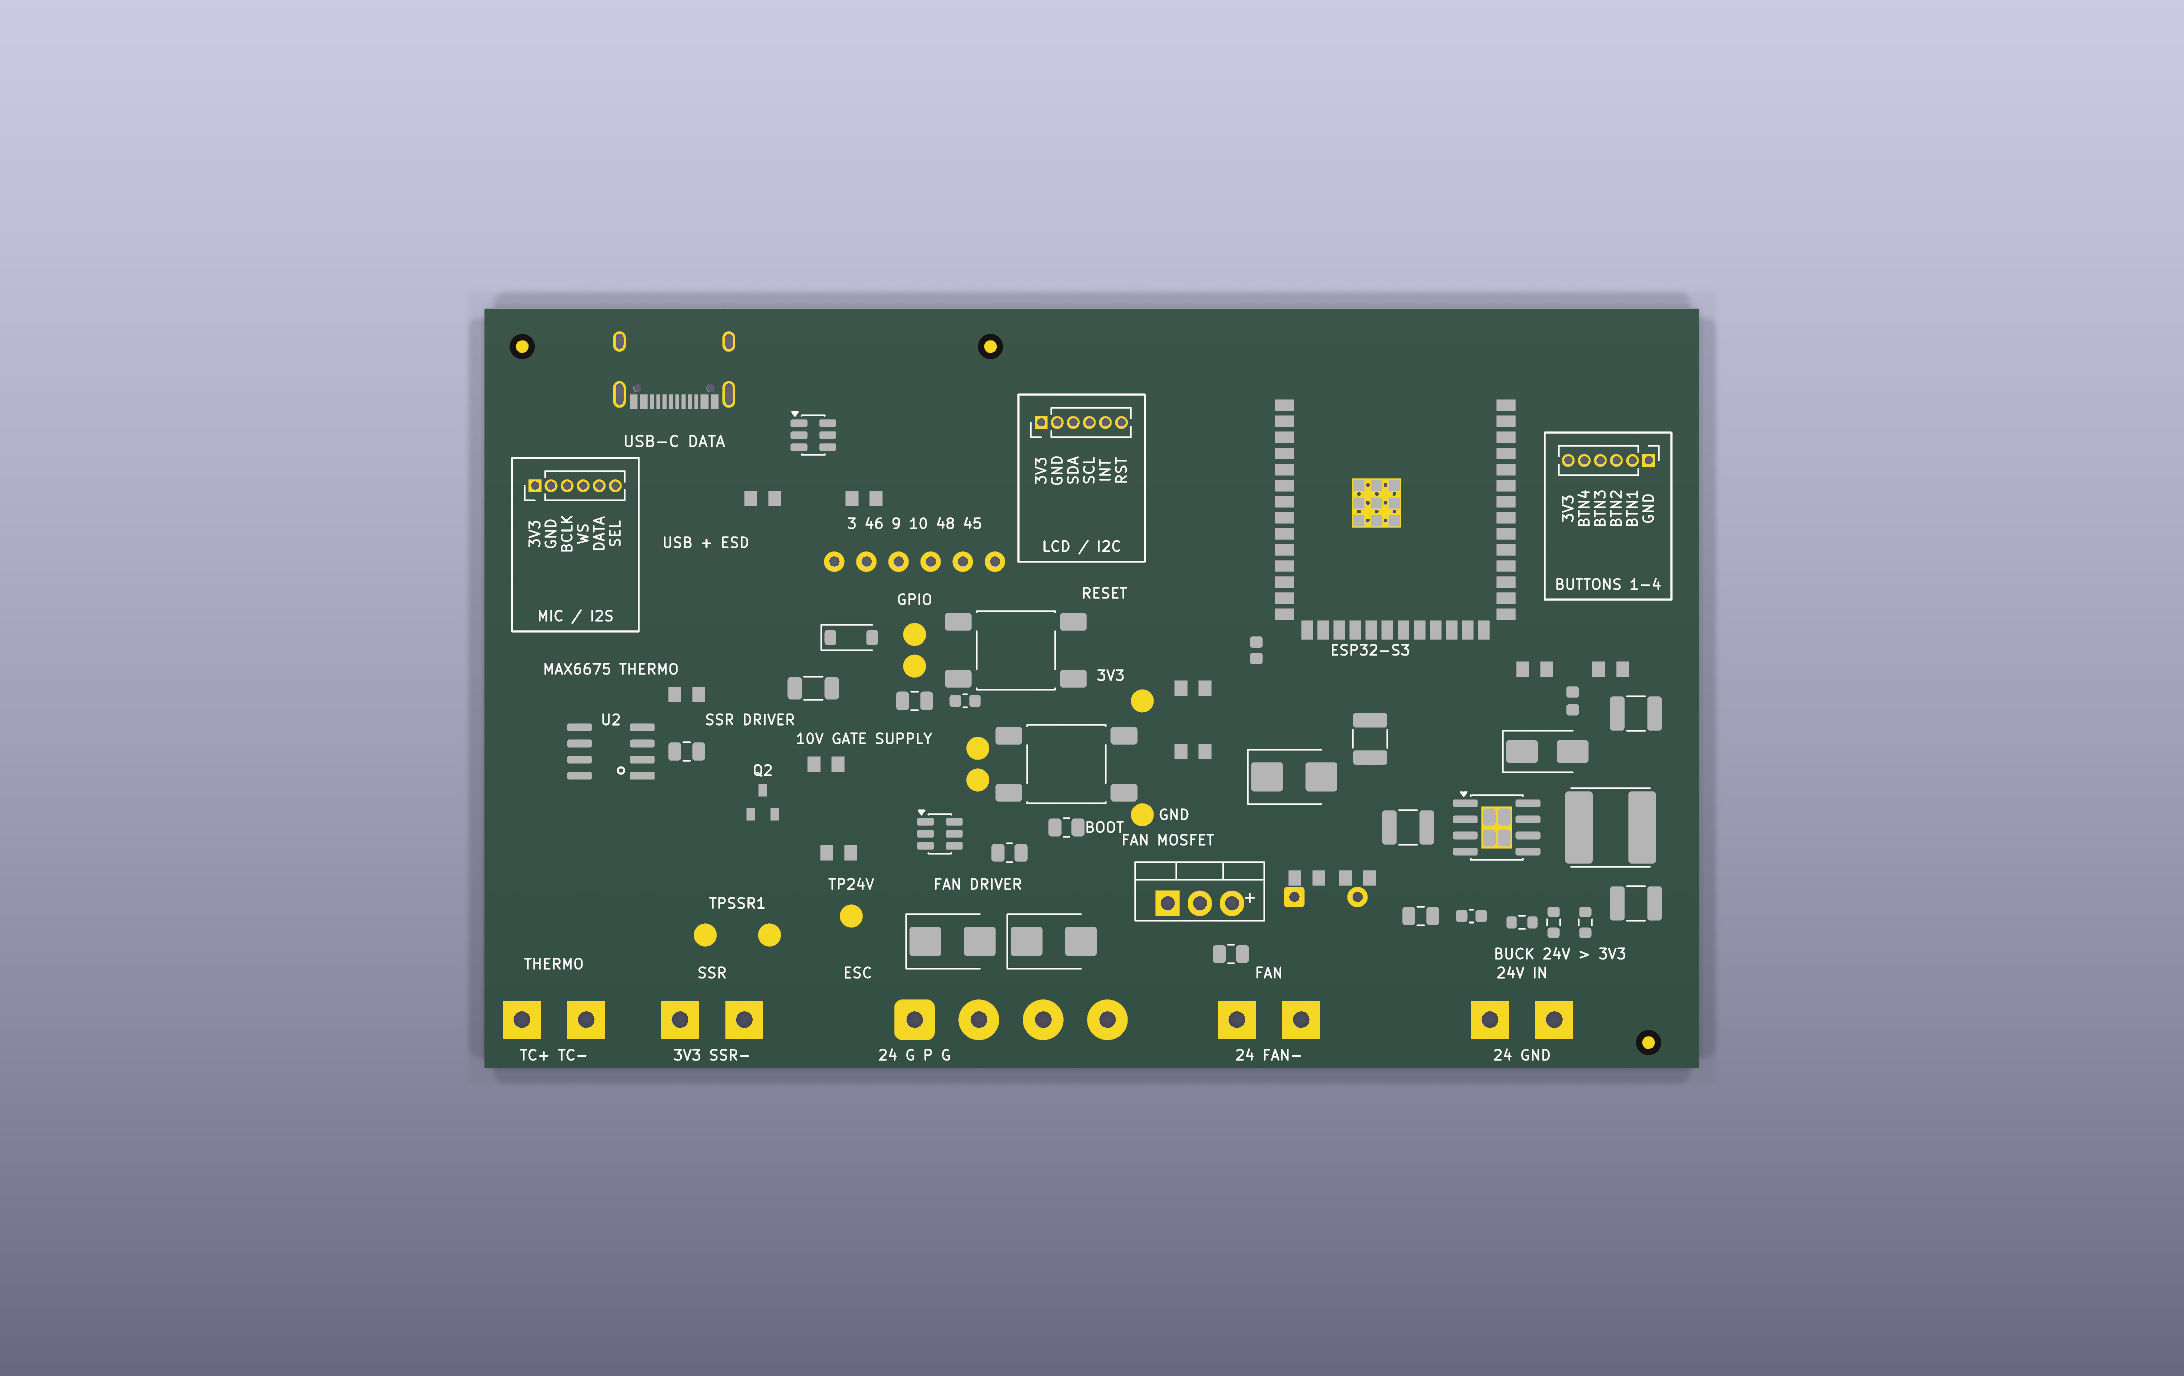 USB-C DATA
3V3
GND
SDA
SCL
INT
RST
LCD / I2C
3V3
BTN4
BTN3
BTN2
BTN1
GND
BUTTONS 1-4
3V3
GND
BCLK
WS
DATA
SEL
MIC / I2S
3 46 9 10 48 45
USB + ESD
GPIO
RESET
ESP32-S3
MAX6675 THERMO
3V3
U2
SSR DRIVER
10V GATE SUPPLY
Q2
GND
BOOT
FAN MOSFET
TP24V
FAN DRIVER
+
TPSSR1
BUCK 24V > 3V3
THERMO
SSR
ESC
FAN
24V IN
TC+ TC-
3V3 SSR-
24 G P G
24 FAN-
24 GND